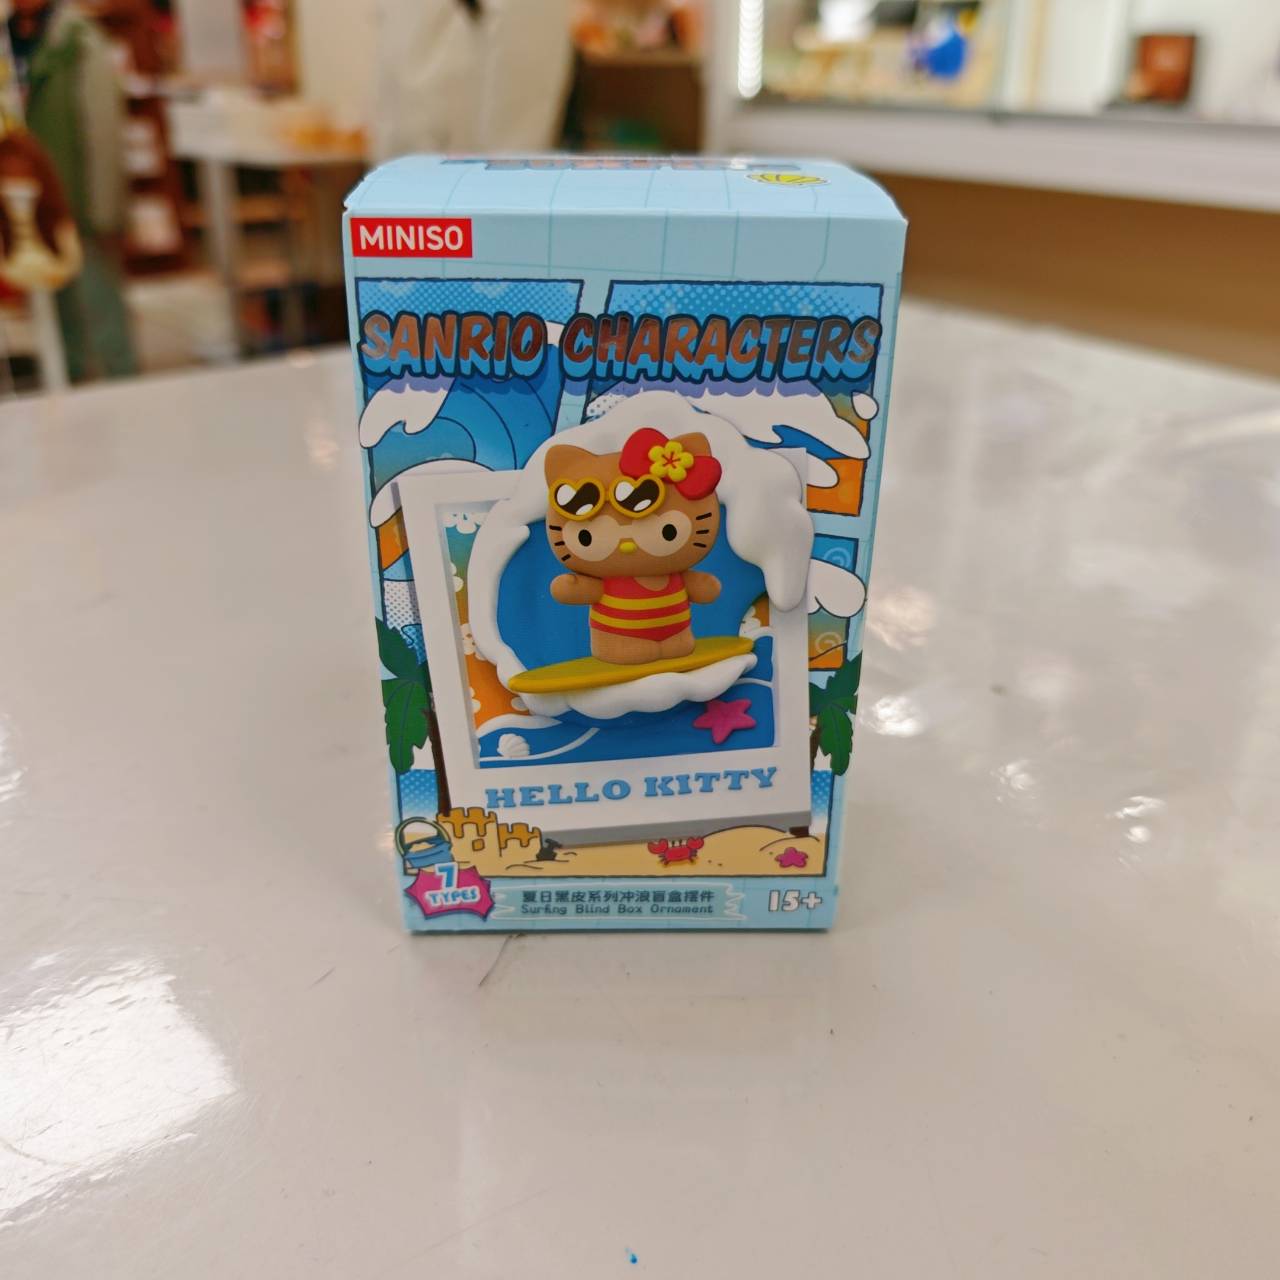 MINISO
SANRIO CHARACTERS
HELLO KITTY
7
TYPES
夏日黑皮系列冲浪盲盒摆件
Surfing Blind Box Ornament
15+